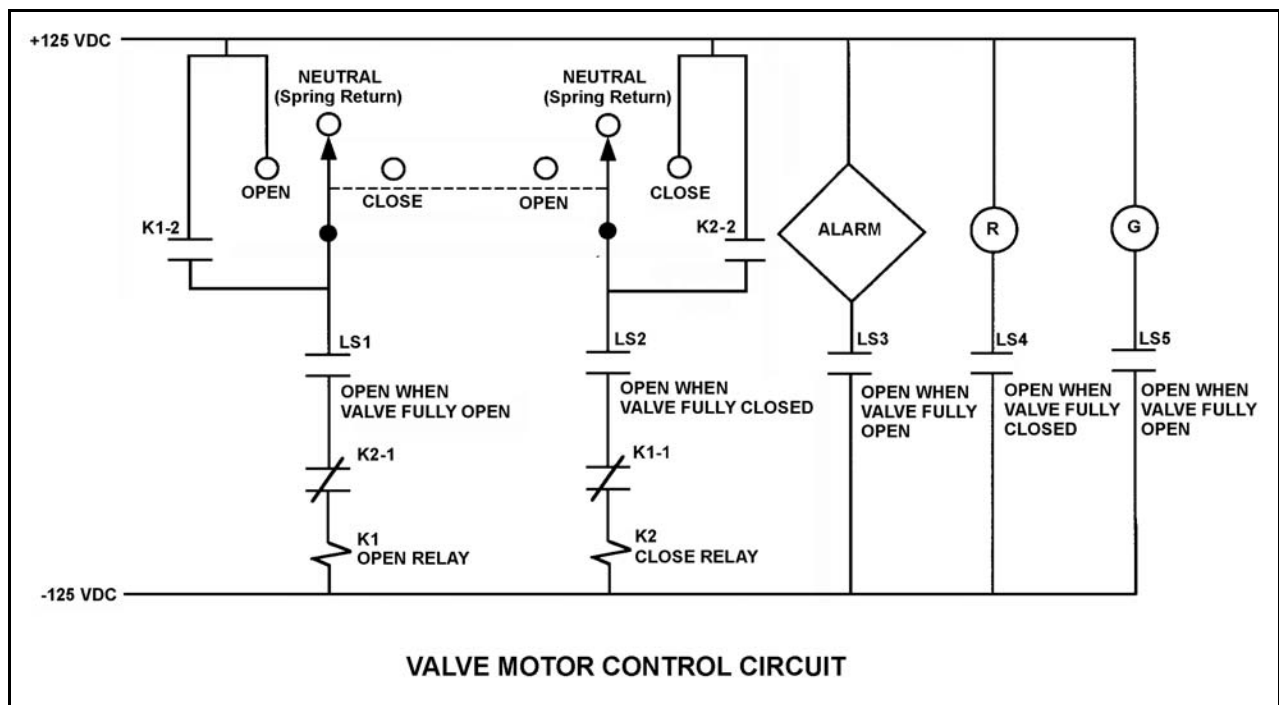 +125 VDC
NEUTRAL
(Spring Return)
NEUTRAL
(Spring Return)
OPEN
CLOSE
OPEN
CLOSE
K1-2
K2-2
ALARM
R
G
LS1
OPEN WHEN
VALVE FULLY OPEN
LS2
OPEN WHEN
VALVE FULLY CLOSED
LS3
OPEN WHEN
VALVE FULLY
OPEN
LS4
OPEN WHEN
VALVE FULLY
CLOSED
LS5
OPEN WHEN
VALVE FULLY
OPEN
K2-1
K1-1
K1
OPEN RELAY
K2
CLOSE RELAY
-125 VDC
VALVE MOTOR CONTROL CIRCUIT